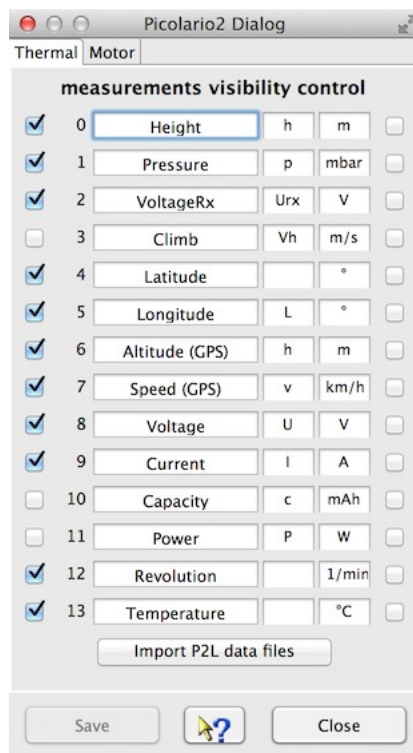 Picolario2 Dialog
Thermal Motor
measurements visibility control
0 Height h m
1 Pressure p mbar
2 VoltageRx Urx V
3 Climb Vh m/s
4 Latitude °
5 Longitude L °
6 Altitude (GPS) h m
7 Speed (GPS) v km/h
8 Voltage U V
9 Current I A
10 Capacity c mAh
11 Power P W
12 Revolution 1/min
13 Temperature °C
Import P2L data files
Save ? Close